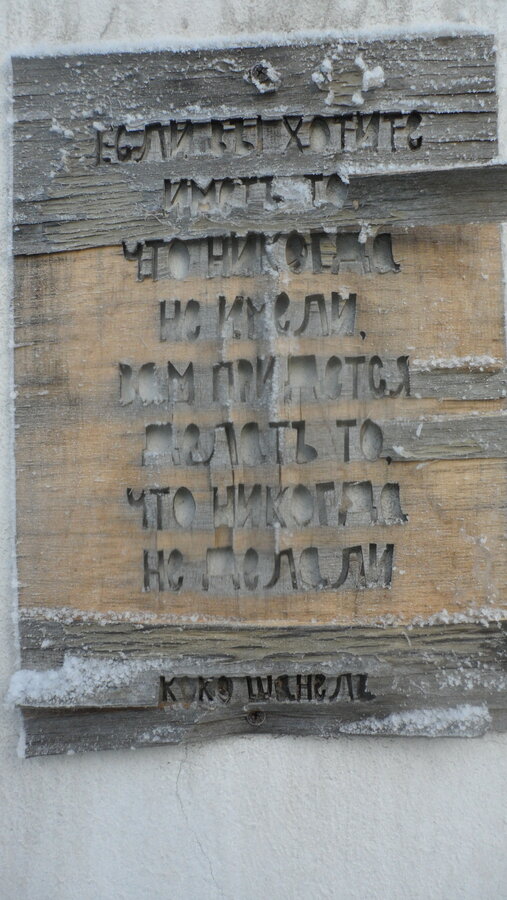 ЕСЛИ ВЫ ХОТИТЕ
ИМЕТЬ ТО
ЧТО НИКОГДА
НЕ ИМЕЛИ,
ВАМ ПРИДЕТСЯ
ДЕЛАТЬ ТО,
ЧТО НИКОГДА
НЕ ДЕЛАЛИ
КОКО ШАНЕЛЬ